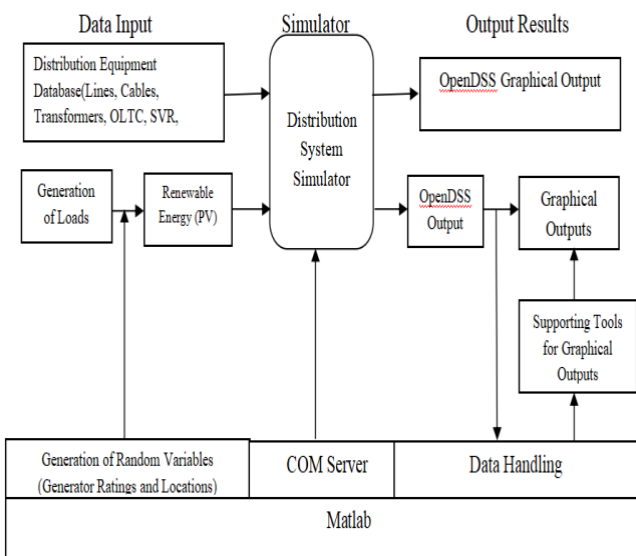 Data Input
Simulator
Output Results
Distribution Equipment
Database(Lines, Cables,
Transformers, OLTC, SVR,
Distribution
System
Simulator
OpenDSS Graphical Output
Generation
of Loads
Renewable
Energy (PV)
OpenDSS
Output
Graphical
Outputs
Supporting Tools
for Graphical
Outputs
Generation of Random Variables
(Generator Ratings and Locations)
COM Server
Data Handling
Matlab